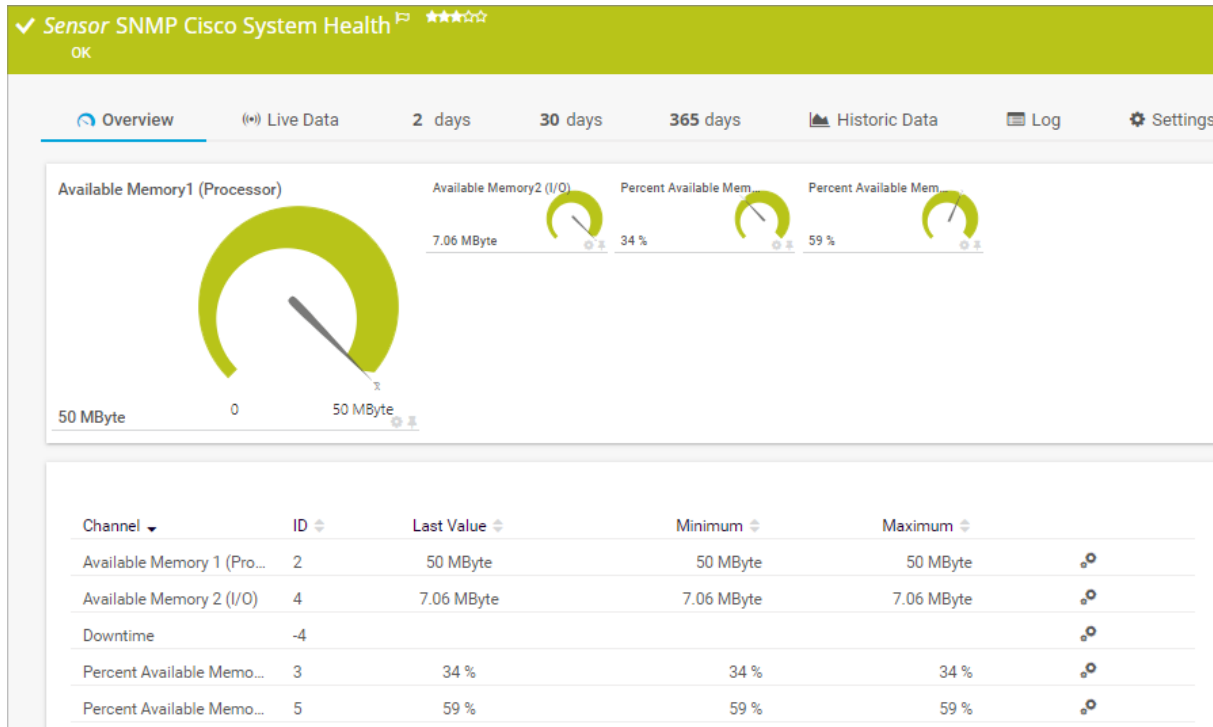 Sensor SNMP Cisco System Health
OK
Overview Live Data 2 days 30 days 365 days Historic Data Log Settings
Available Memory1 (Processor)
50 MByte
0 50 MByte
Available Memory2 (I/O)
7.06 MByte
Percent Available Mem...
34 %
Percent Available Mem...
59 %
Channel ID Last Value Minimum Maximum
Available Memory 1 (Pro... 2 50 MByte 50 MByte 50 MByte
Available Memory 2 (I/O) 4 7.06 MByte 7.06 MByte 7.06 MByte
Downtime -4
Percent Available Memo... 3 34 % 34 % 34 %
Percent Available Memo... 5 59 % 59 % 59 %